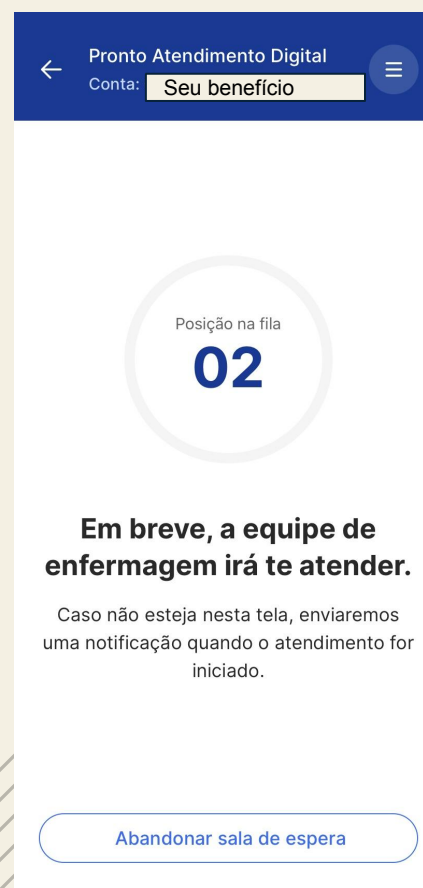 Pronto Atendimento Digital
Conta: Seu benefício
Posição na fila
02
Em breve, a equipe de
enfermagem irá te atender.
Caso não esteja nesta tela, enviaremos
uma notificação quando o atendimento for
iniciado.
Abandonar sala de espera